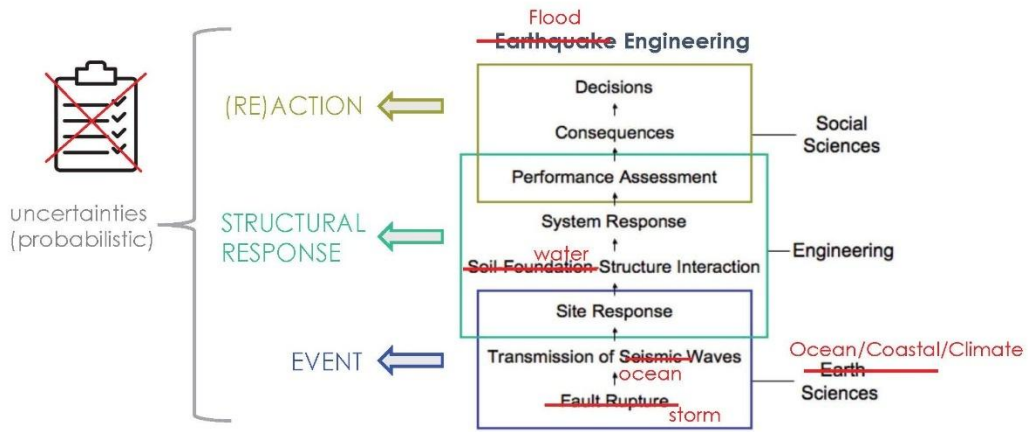 Flood
Earthquake Engineering
(RE)ACTION
Decisions
Consequences
Social
Sciences
Performance Assessment
uncertainties
(probabilistic)
STRUCTURAL
RESPONSE
System Response
water
Soil-Foundation-Structure Interaction
Engineering
Site Response
EVENT
Transmission of Seismic Waves
ocean
Ocean/Coastal/Climate
Earth
Sciences
Fault Rupture
storm